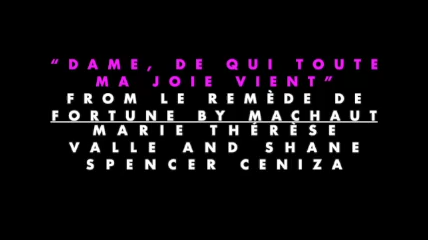 “DAME, DE QUI TOUTE
MA JOIE VIENT”
FROM LE REMÈDE DE
FORTUNE BY MACHAUT
MARIE THÉRÈSE
VALLE AND SHANE
SPENCER CENIZA